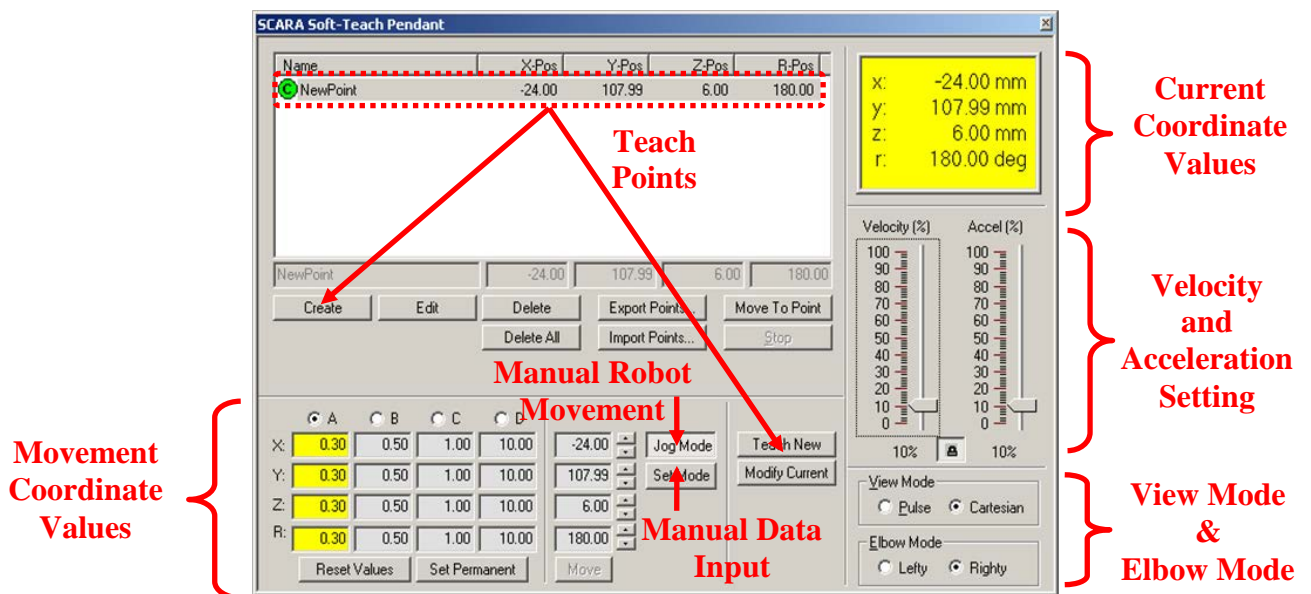 SCARA Soft-Teach Pendant
Name X-Pos Y-Pos Z-Pos R-Pos
C NewPoint -24.00 107.99 6.00 180.00
Teach
Points
NewPoint -24.00 107.99 6.00 180.00
Create Edit Delete Export Points... Move To Point
Delete All Import Points... Stop
Manual Robot
Movement
A B C D
X: 0.30 0.50 1.00 10.00 -24.00 Jog Mode Teach New
Y: 0.30 0.50 1.00 10.00 107.99 Set Mode Modify Current
Z: 0.30 0.50 1.00 10.00 6.00
R: 0.30 0.50 1.00 10.00 180.00
Manual Data
Input
Reset Values Set Permanent Move
Movement
Coordinate
Values
x: -24.00 mm
y: 107.99 mm
z: 6.00 mm
r: 180.00 deg
Current
Coordinate
Values
Velocity (%) Accel (%)
100 100
90 90
80 80
70 70
60 60
50 50
40 40
30 30
20 20
10 10
0 0
10% 10%
Velocity
and
Acceleration
Setting
View Mode
Pulse Cartesian
Elbow Mode
Lefty Righty
View Mode
&
Elbow Mode